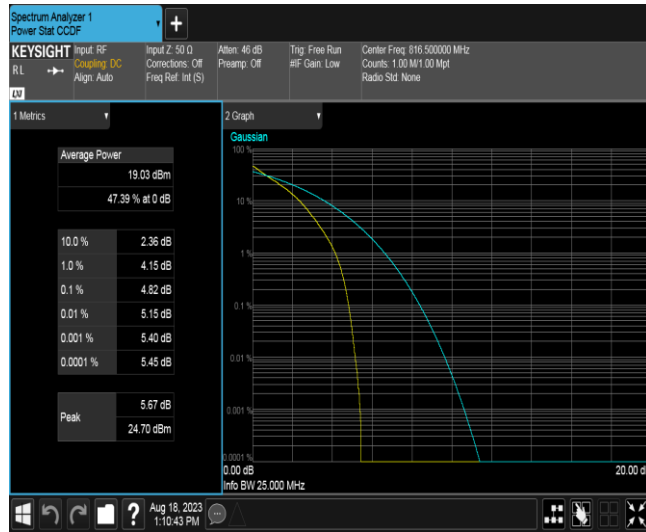 Spectrum Analyzer 1
Power Stat CCDF
KEYSIGHT
RL
LXI
Input: RF
Coupling: DC
Align: Auto
Input Z: 50 Ω
Corrections: Off
Freq Ref: Int (S)
Atten: 46 dB
Preamp: Off
Trig: Free Run
#IF Gain: Low
Center Freq: 816.500000 MHz
Counts: 1.00 M/1.00 Mpt
Radio Std: None
1 Metrics
Average Power
19.03 dBm
47.39 % at 0 dB
10.0 % 2.36 dB
1.0 % 4.15 dB
0.1 % 4.82 dB
0.01 % 5.15 dB
0.001 % 5.40 dB
0.0001 % 5.45 dB
Peak
5.67 dB
24.70 dBm
2 Graph
Gaussian
100 %
10 %
1 %
0.1 %
0.01 %
0.001 %
0.0001 %
0.00 dB
20.00 d
Info BW 25.000 MHz
Aug 18, 2023
1:10:43 PM